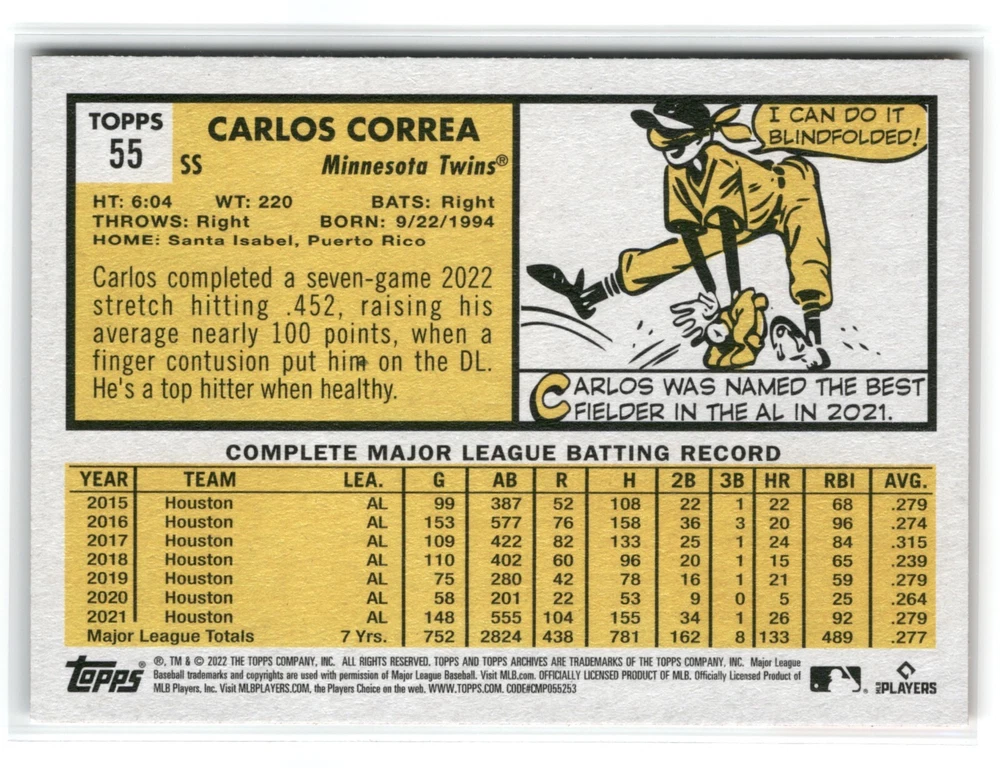 TOPPS
55
SS
CARLOS CORREA
Minnesota Twins®
HT: 6:04 WT: 220 BATS: Right
THROWS: Right BORN: 9/22/1994
HOME: Santa Isabel, Puerto Rico
Carlos completed a seven-game 2022
stretch hitting .452, raising his
average nearly 100 points, when a
finger contusion put him on the DL.
He's a top hitter when healthy.
I CAN DO IT
BLINDFOLDED!
CARLOS WAS NAMED THE BEST
FIELDER IN THE AL IN 2021.
COMPLETE MAJOR LEAGUE BATTING RECORD
YEAR TEAM LEA. G AB R H 2B 3B HR RBI AVG.
2015 Houston AL 99 387 52 108 22 1 22 68 .279
2016 Houston AL 153 577 76 158 36 3 20 96 .274
2017 Houston AL 109 422 82 133 25 1 24 84 .315
2018 Houston AL 110 402 60 96 20 1 15 65 .239
2019 Houston AL 75 280 42 78 16 1 21 59 .279
2020 Houston AL 58 201 22 53 9 0 5 25 .264
2021 Houston AL 148 555 104 155 34 1 26 92 .279
Major League Totals 7 Yrs. 752 2824 438 781 162 8 133 489 .277
Topps
®, TM & © 2022 THE TOPPS COMPANY, INC. ALL RIGHTS RESERVED. TOPPS AND TOPPS ARCHIVES ARE TRADEMARKS OF THE TOPPS COMPANY, INC. Major League
Baseball trademarks and copyrights are used with permission of Major League Baseball. Visit MLB.com. OFFICIALLY LICENSED PRODUCT OF MLB. Officially Licensed Product of
MLB Players, Inc. Visit MLBPLAYERS.COM, the Players Choice on the web. WWW.TOPPS.COM. CODE#CMP055253
MLB PLAYERS